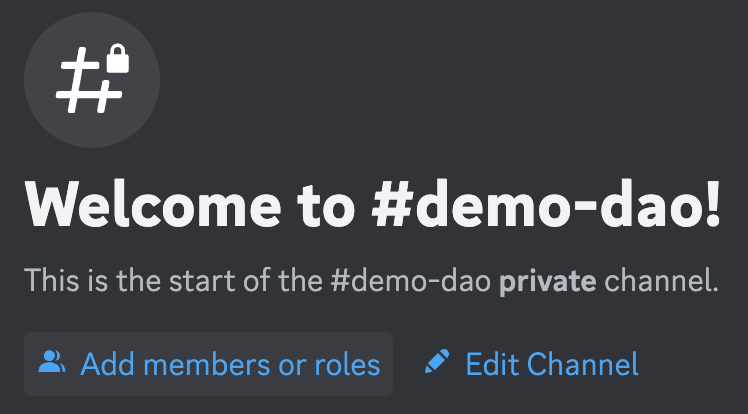 Welcome to #demo-dao!
This is the start of the #demo-dao private channel.
Add members or roles Edit Channel